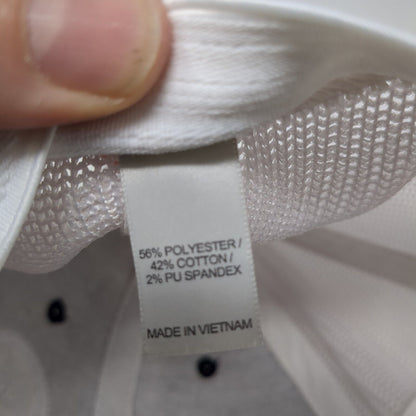 56% POLYESTER /
42% COTTON /
2% PU SPANDEX
MADE IN VIETNAM